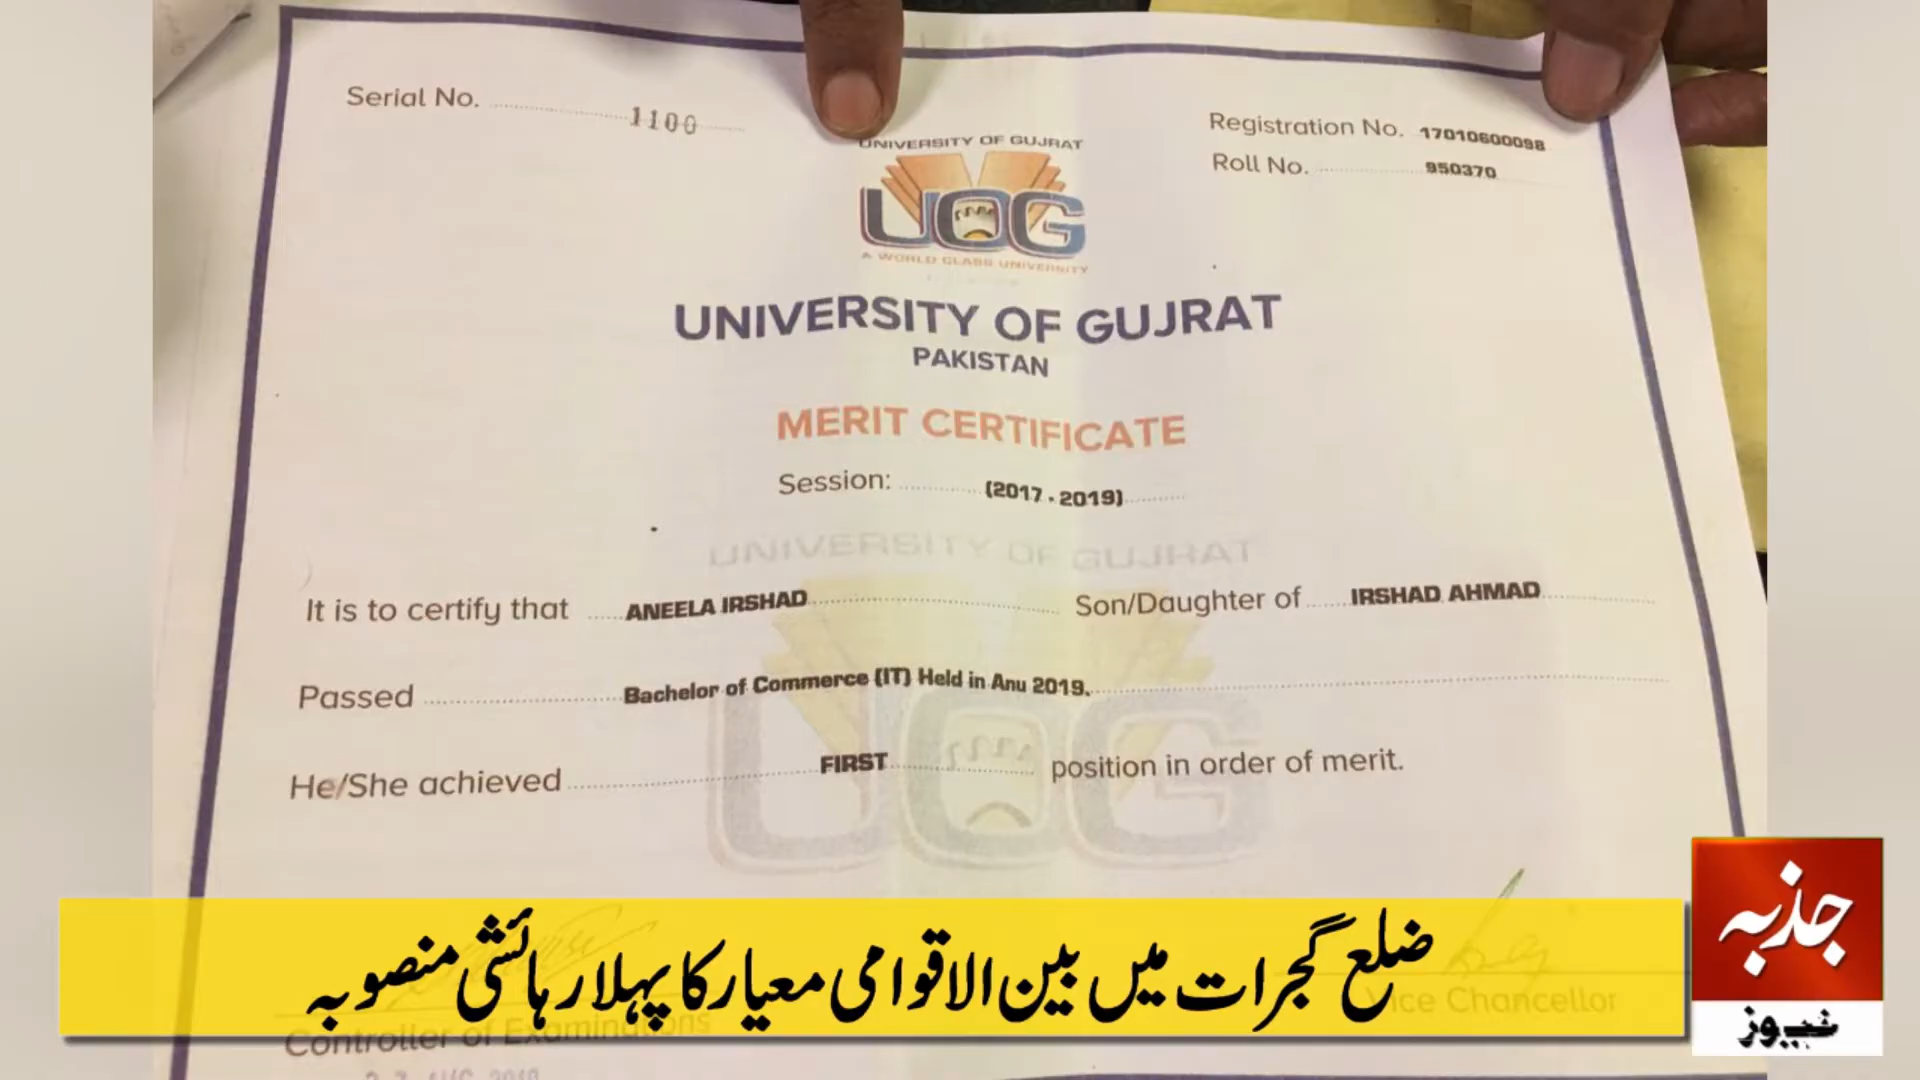 Serial No. 1100
Registration No. 17010600098
Roll No. 950370
UNIVERSITY OF GUJRAT
UOG
A WORLD CLASS UNIVERSITY
UNIVERSITY OF GUJRAT
PAKISTAN
MERIT CERTIFICATE
Session: (2017-2019)
UNIVERSITY OF GUJRAT
It is to certify that ANEELA IRSHAD Son/Daughter of IRSHAD AHMAD
Passed Bachelor of Commerce (IT) Held in Anu 2019.
He/She achieved FIRST position in order of merit.
UOG
Vice Chancellor
Controller of Examinations
ضلع گجرات میں بین الاقوامی معیار کا پہلا رہائشی منصوبہ
جذبہ
نیوز